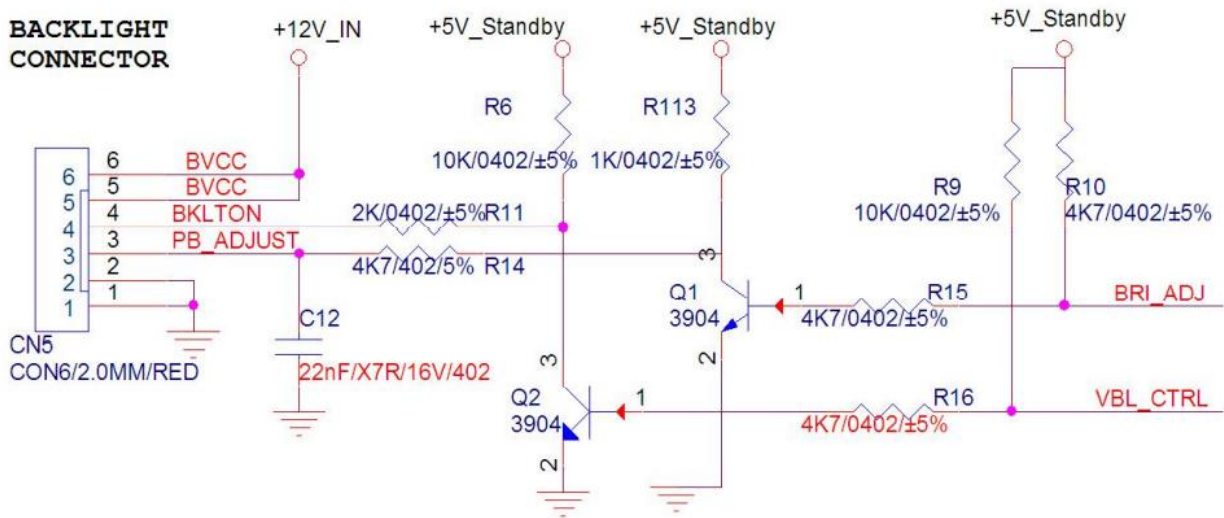 BACKLIGHT
CONNECTOR
+12V_IN
+5V_Standby
+5V_Standby
+5V_Standby
R6
10K/0402/±5%
R113
1K/0402/±5%
R9
10K/0402/±5%
R10
4K7/0402/±5%
6 6 BVCC
5 5 BVCC
4 4 BKLTON
2K/0402/±5% R11
3 3 PB_ADJUST
4K7/402/5% R14
2 2
1 1
CN5
CON6/2.0MM/RED
C12
22nF/X7R/16V/402
3
Q1
3904
1
2
R15
4K7/0402/±5%
BRI_ADJ
3
Q2
3904
1
2
R16
4K7/0402/±5%
VBL_CTRL